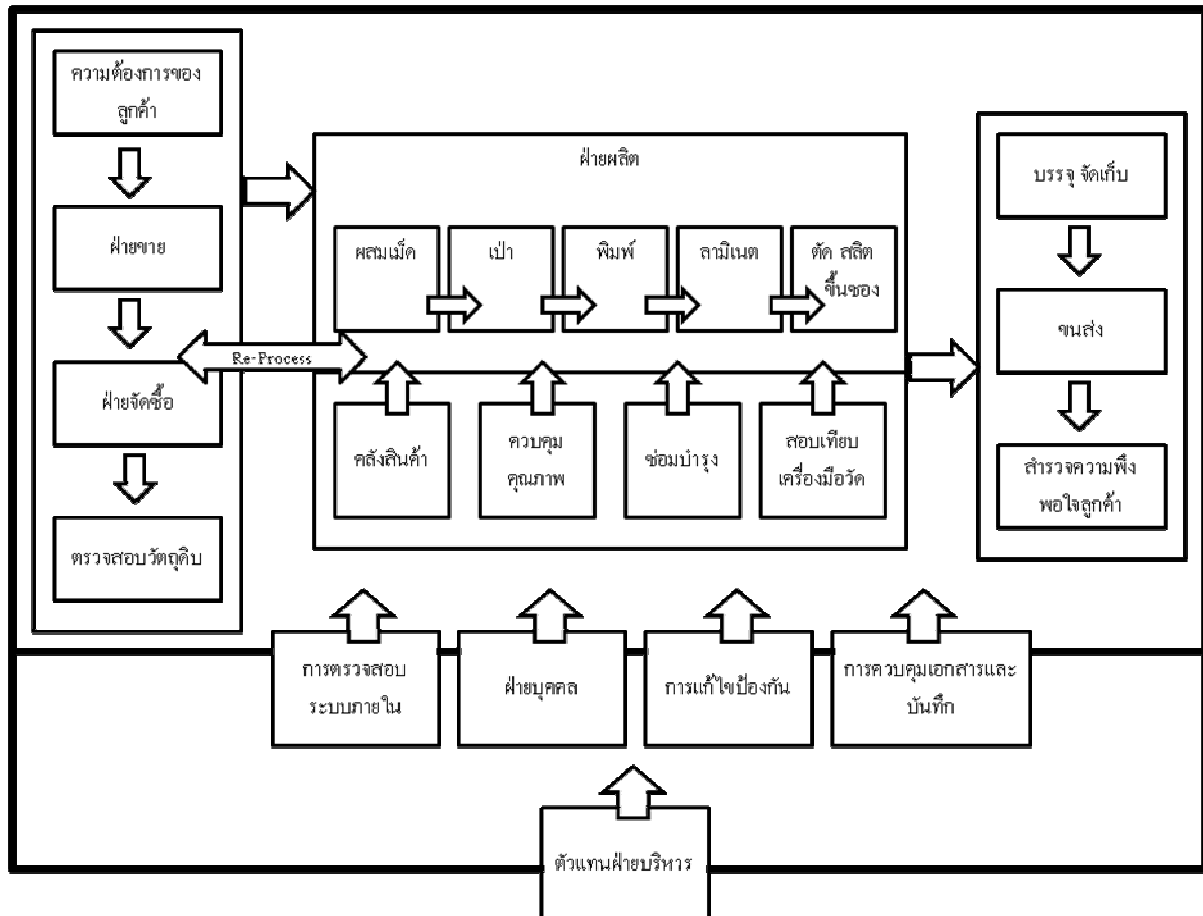 ความต้องการของ
ลูกค้า
ฝ่ายขาย
ฝ่ายจัดซื้อ
ตรวจสอบวัตถุดิบ
Re-Process
ฝ่ายผลิต
ผสมเม็ด
เป่า
พิมพ์
ลามิเนต
ตัด สลิต
ขึ้นซอง
คลังสินค้า
ควบคุม
คุณภาพ
ซ่อมบำรุง
สอบเทียบ
เครื่องมือวัด
บรรจุ จัดเก็บ
ขนส่ง
สำรวจความพึง
พอใจลูกค้า
การตรวจสอบ
ระบบภายใน
ฝ่ายบุคคล
การแก้ไขป้องกัน
การควบคุมเอกสารและ
บันทึก
ตัวแทนฝ่ายบริหาร